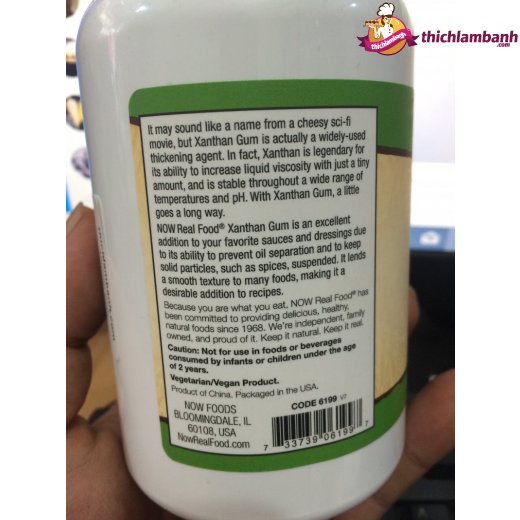 thichlambanh
thichlambanh
.com
It may sound like a name from a cheesy sci-fi
movie, but Xanthan Gum is actually a widely-used
thickening agent. In fact, Xanthan is legendary for
its ability to increase liquid viscosity with just a tiny
amount, and is stable throughout a wide range of
temperatures and pH. With Xanthan Gum, a little
goes a long way.
NOW Real Food® Xanthan Gum is an excellent
addition to your favorite sauces and dressings due
to its ability to prevent oil separation and to keep
solid particles, such as spices, suspended. It lends
a smooth texture to many foods, making it a
desirable addition to recipes.
Because you are what you eat, NOW Real Food® has
been committed to providing delicious, healthy,
natural foods since 1968. We're independent, family
owned, and proud of it. Keep it natural. Keep it real.
Caution: Not for use in foods or beverages
consumed by infants or children under the age
of 2 years.
Vegetarian/Vegan Product.
Product of China. Packaged in the USA.
NOW FOODS
BLOOMINGDALE, IL
60108, USA
NowRealFood.com
CODE 6199 V7
7 33739 06199 7